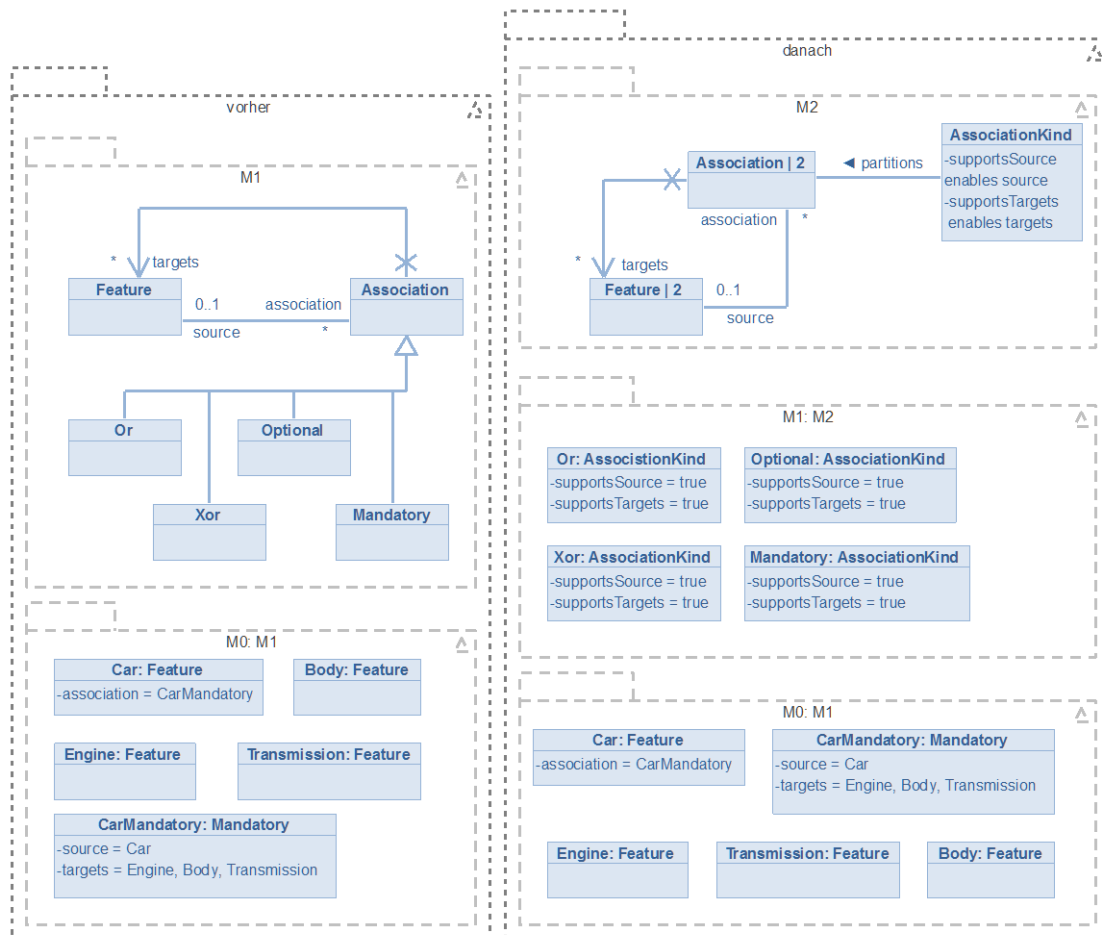 vorher
M1
* targets
Feature
Association
0..1 association
source *
Or
Optional
Xor
Mandatory
M0: M1
Car: Feature
-association = CarMandatory
Body: Feature
Engine: Feature
Transmission: Feature
CarMandatory: Mandatory
-source = Car
-targets = Engine, Body, Transmission
danach
M2
AssociationKind
-supportsSource
enables source
-supportsTargets
enables targets
◄ partitions
Association | 2
association *
* targets
Feature | 2
0..1
source
M1: M2
Or: AssocistionKind
-supportsSource = true
-supportsTargets = true
Optional: AssociationKind
-supportsSource = true
-supportsTargets = true
Xor: AssociationKind
-supportsSource = true
-supportsTargets = true
Mandatory: AssociationKind
-supportsSource = true
-supportsTargets = true
M0: M1
Car: Feature
-association = CarMandatory
CarMandatory: Mandatory
-source = Car
-targets = Engine, Body, Transmission
Engine: Feature
Transmission: Feature
Body: Feature